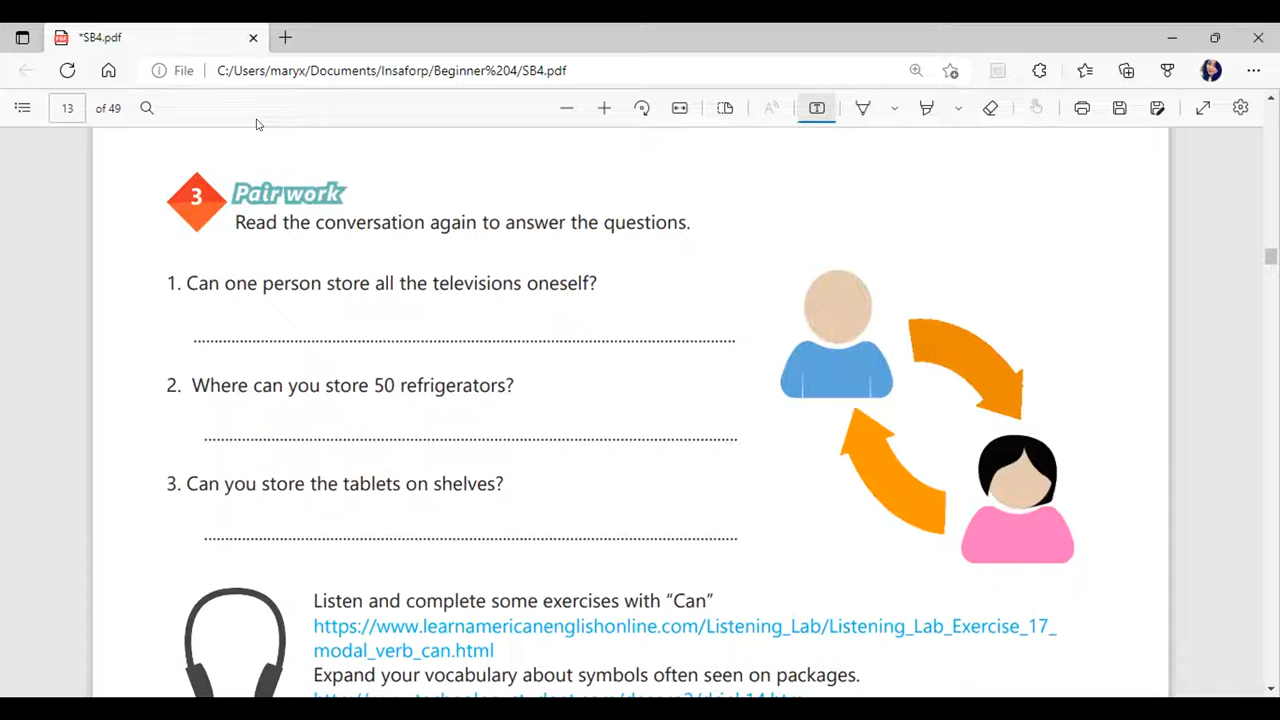 *SB4.pdf
File C:/Users/maryx/Documents/Insaforp/Beginner%204/SB4.pdf
13 of 49
3 Pair work
Read the conversation again to answer the questions.
1. Can one person store all the televisions oneself?
2. Where can you store 50 refrigerators?
3. Can you store the tablets on shelves?
Listen and complete some exercises with “Can”
https://www.learnamericanenglishonline.com/Listening_Lab/Listening_Lab_Exercise_17_
modal_verb_can.html
Expand your vocabulary about symbols often seen on packages.